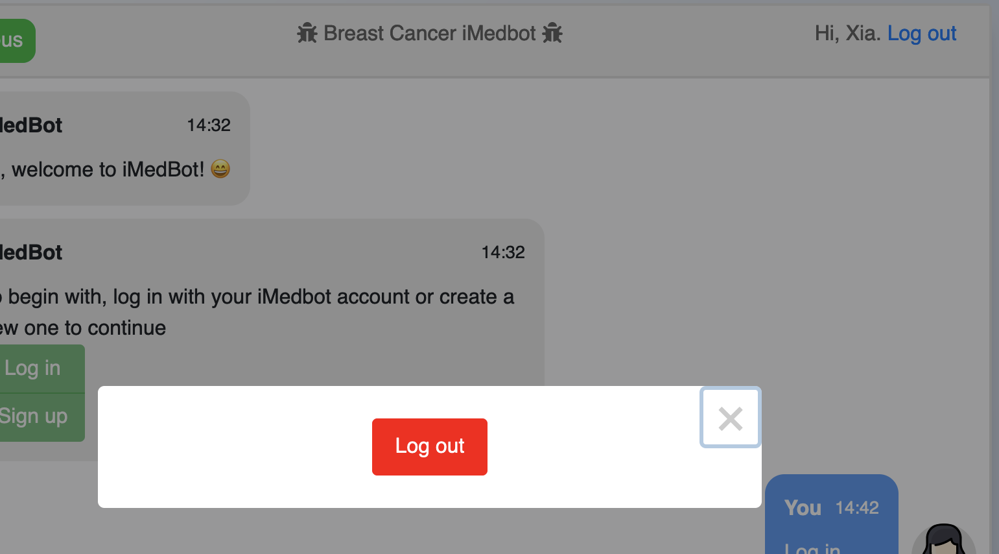 us
Breast Cancer iMedbot
Hi, Xia. Log out
MedBot 14:32
, welcome to iMedBot! 😄
MedBot 14:32
begin with, log in with your iMedbot account or create a
ew one to continue
Log in
Sign up
Log out
×
You 14:42
Log in